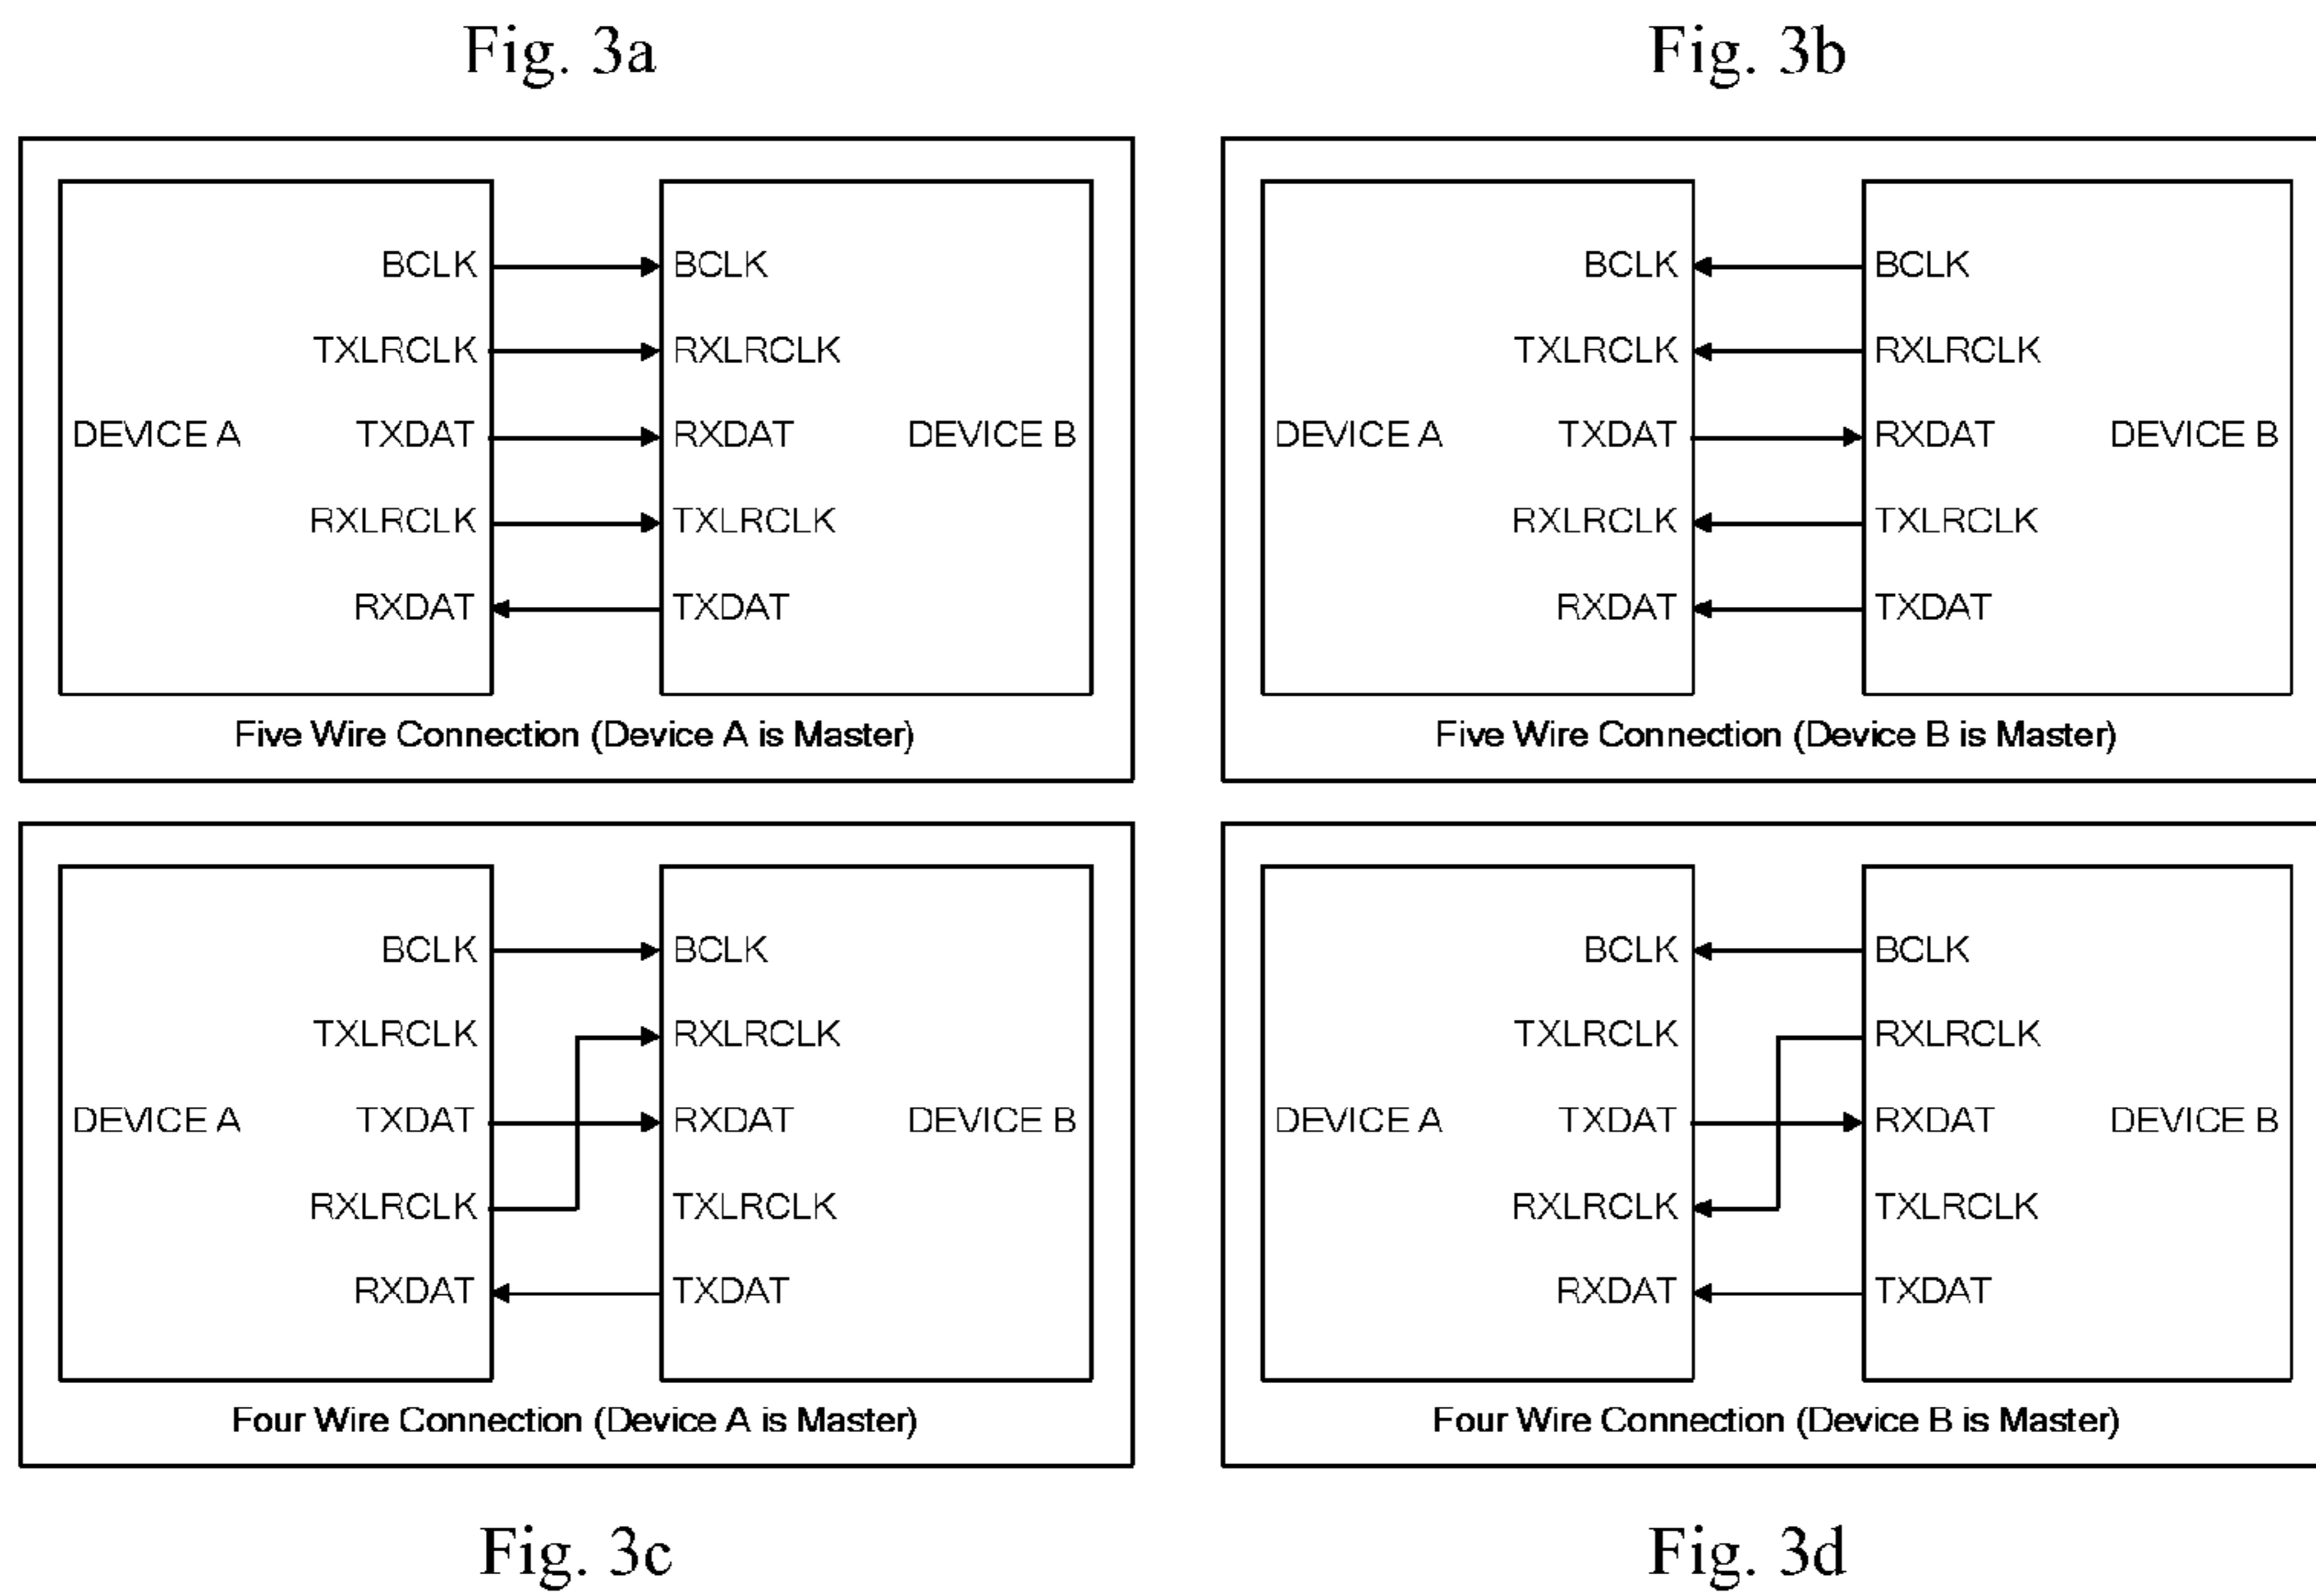 Fig. 3a
BCLK
BCLK
TXLRCLK
RXLRCLK
DEVICE A
TXDAT
RXDAT
DEVICE B
RXLRCLK
TXLRCLK
RXDAT
TXDAT
Five Wire Connection (Device A is Master)
Fig. 3b
BCLK
BCLK
TXLRCLK
RXLRCLK
DEVICE A
TXDAT
RXDAT
DEVICE B
RXLRCLK
TXLRCLK
RXDAT
TXDAT
Five Wire Connection (Device B is Master)
BCLK
BCLK
TXLRCLK
RXLRCLK
DEVICE A
TXDAT
RXDAT
DEVICE B
RXLRCLK
TXLRCLK
RXDAT
TXDAT
Four Wire Connection (Device A is Master)
Fig. 3c
BCLK
BCLK
TXLRCLK
RXLRCLK
DEVICE A
TXDAT
RXDAT
DEVICE B
RXLRCLK
TXLRCLK
RXDAT
TXDAT
Four Wire Connection (Device B is Master)
Fig. 3d